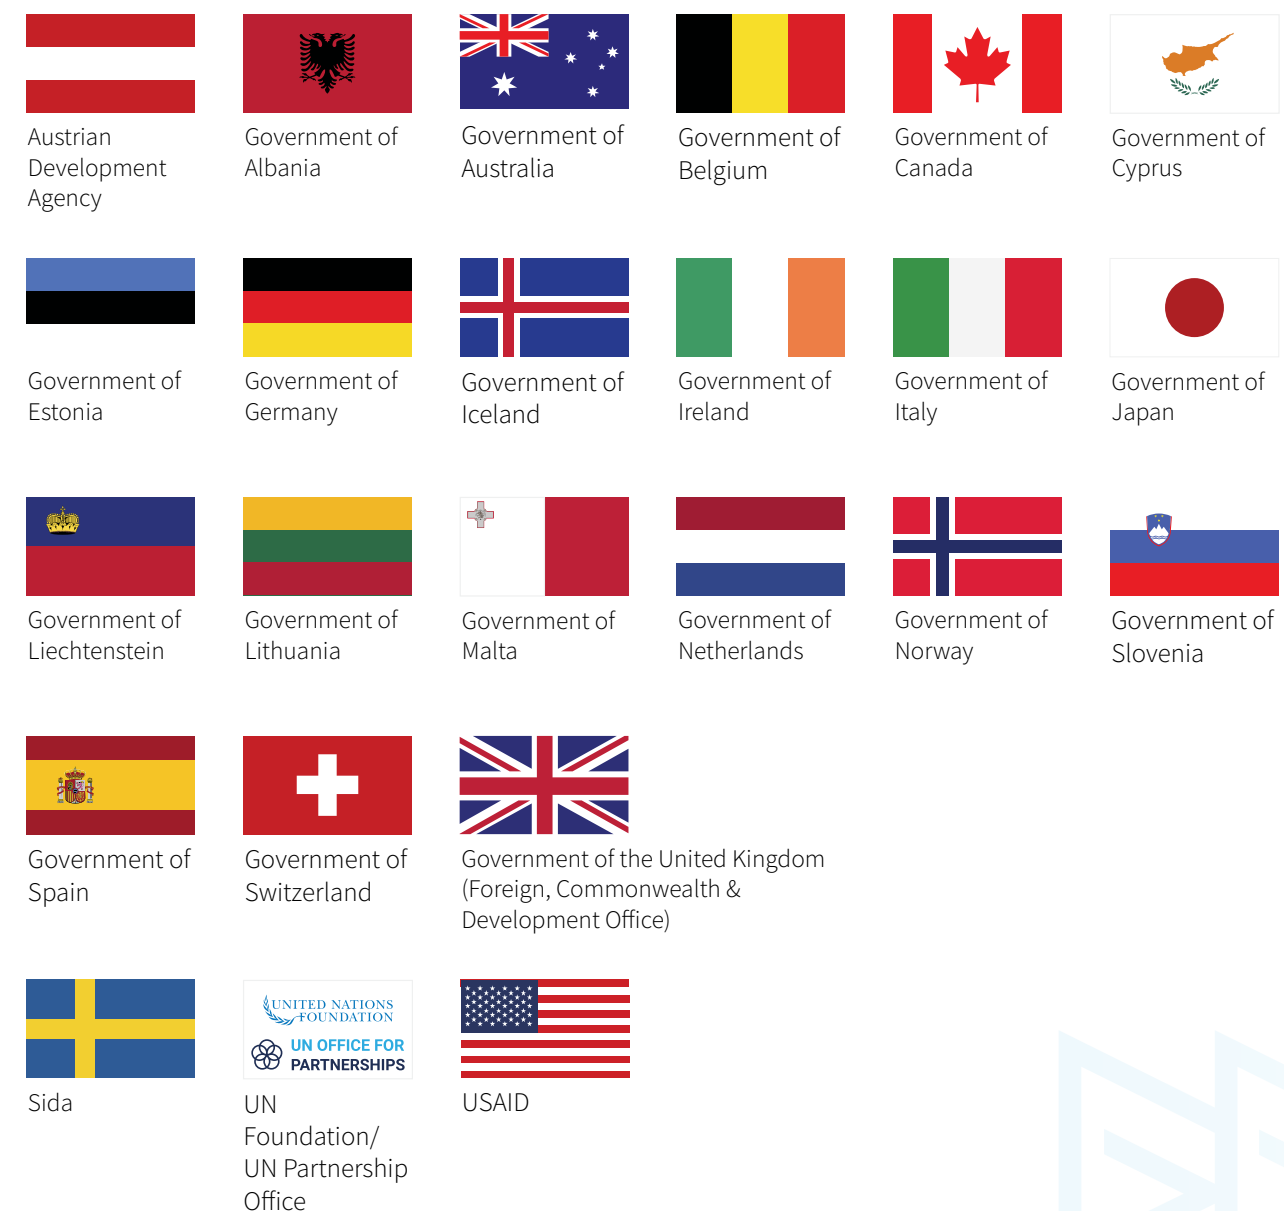 Austrian
Development
Agency
Government of
Albania
Government of
Australia
Government of
Belgium
Government of
Canada
Government of
Cyprus
Government of
Estonia
Government of
Germany
Government of
Iceland
Government of
Ireland
Government of
Italy
Government of
Japan
Government of
Liechtenstein
Government of
Lithuania
Government of
Malta
Government of
Netherlands
Government of
Norway
Government of
Slovenia
Government of
Spain
Government of
Switzerland
Government of the United Kingdom
(Foreign, Commonwealth &
Development Office)
Sida
UNITED NATIONS
FOUNDATION
UN OFFICE FOR
PARTNERSHIPS
UN
Foundation/
UN Partnership
Office
USAID